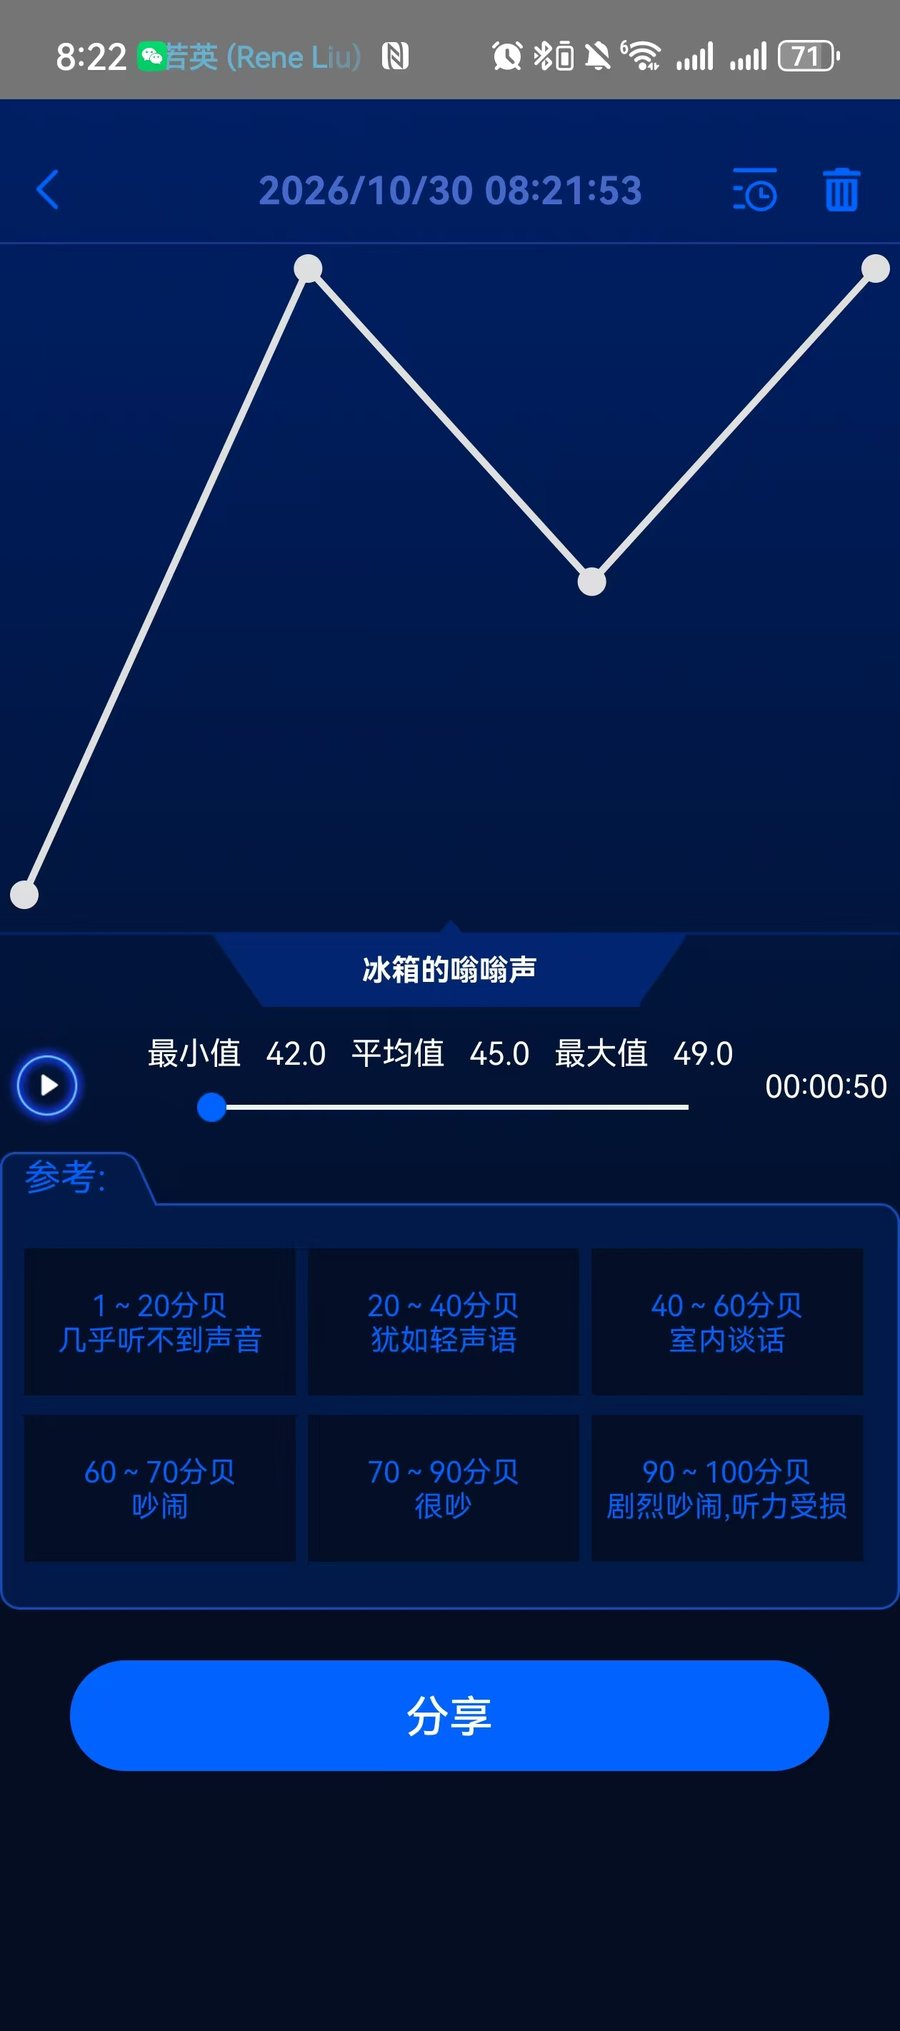 8:22 若英 (Rene Liu) 6 71
2026/10/30 08:21:53
冰箱的嗡嗡声
最小值 42.0 平均值 45.0 最大值 49.0
00:00:50
参考:
1 ~ 20分贝
几乎听不到声音
20 ~ 40分贝
犹如轻声语
40 ~ 60分贝
室内谈话
60 ~ 70分贝
吵闹
70 ~ 90分贝
很吵
90 ~ 100分贝
剧烈吵闹,听力受损
分享